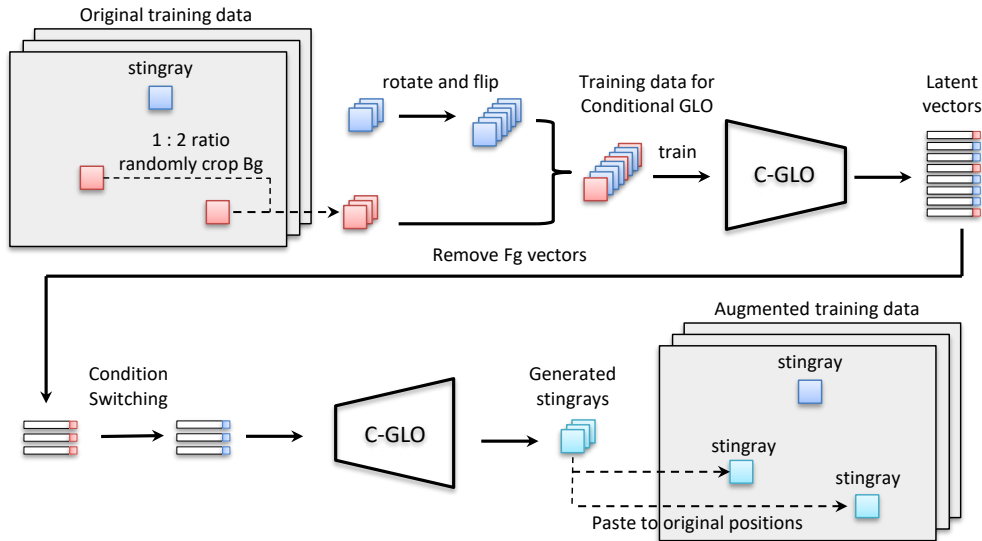 Original training data
stingray
1 : 2 ratio
randomly crop Bg
rotate and flip
Training data for
Conditional GLO
train
C-GLO
Latent
vectors
Remove Fg vectors
Condition
Switching
C-GLO
Generated
stingrays
Augmented training data
stingray
stingray
stingray
Paste to original positions